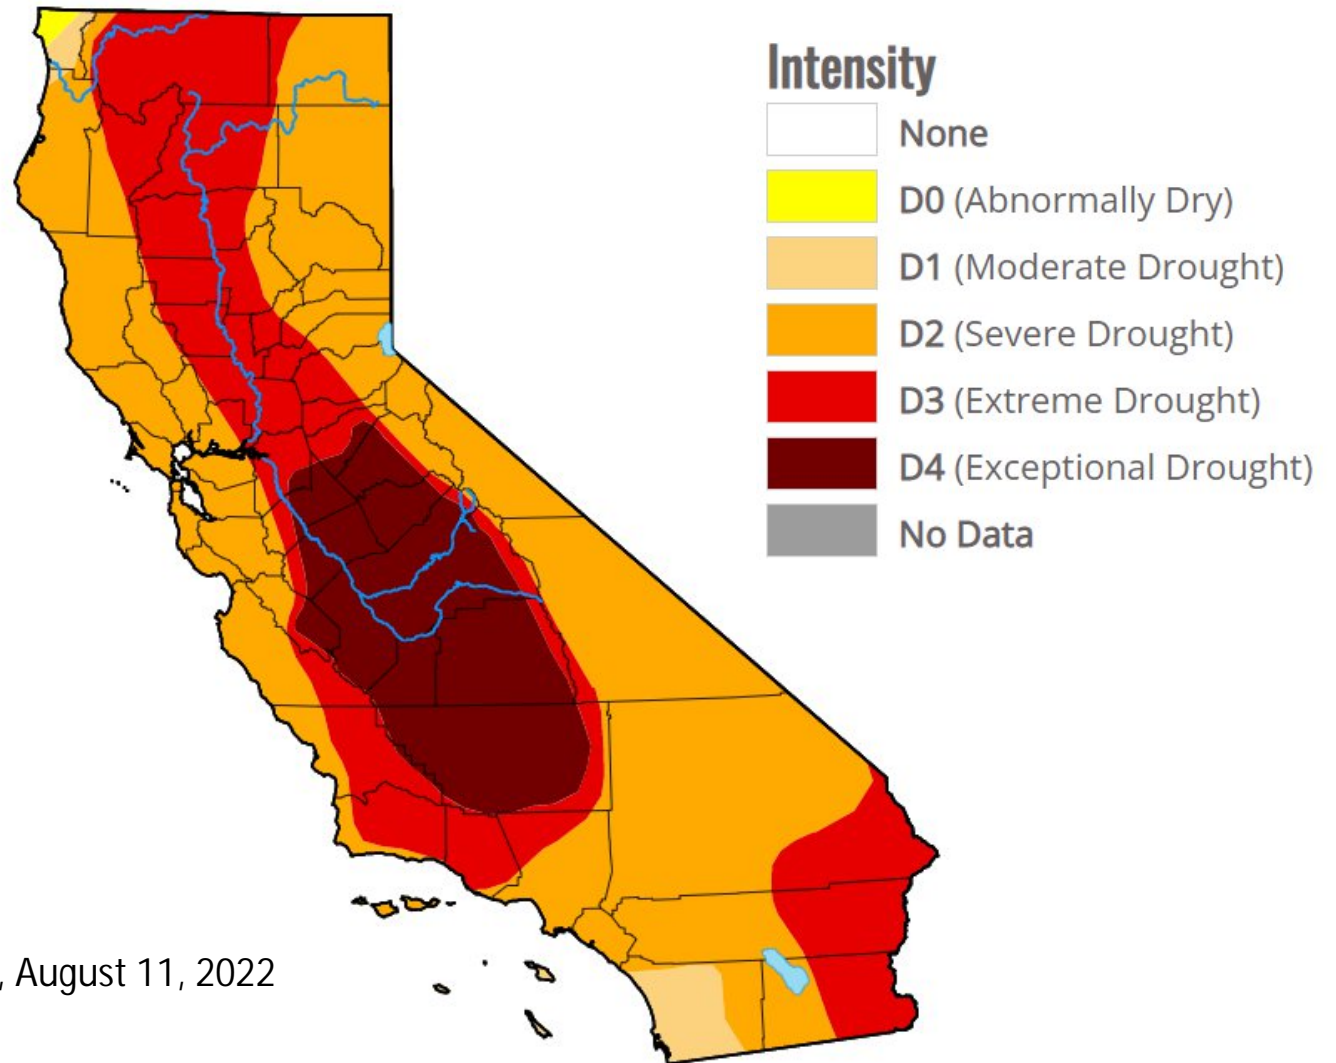 Intensity
None
D0 (Abnormally Dry)
D1 (Moderate Drought)
D2 (Severe Drought)
D3 (Extreme Drought)
D4 (Exceptional Drought)
No Data
, August 11, 2022